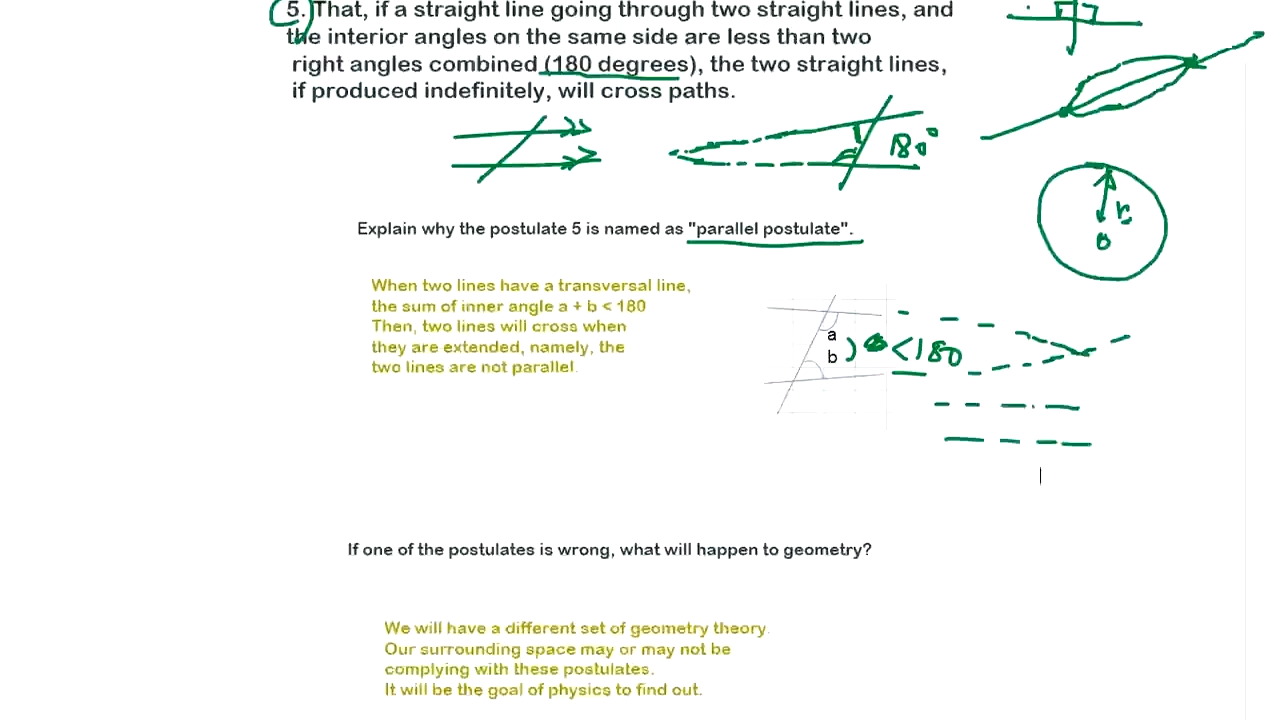 5. That, if a straight line going through two straight lines, and
the interior angles on the same side are less than two
right angles combined (180 degrees), the two straight lines,
if produced indefinitely, will cross paths.
180°
r
0
Explain why the postulate 5 is named as "parallel postulate".
When two lines have a transversal line,
the sum of inner angle a + b < 180
Then, two lines will cross when
they are extended, namely, the
two lines are not parallel.
a
b
<180
If one of the postulates is wrong, what will happen to geometry?
We will have a different set of geometry theory.
Our surrounding space may or may not be
complying with these postulates.
It will be the goal of physics to find out.